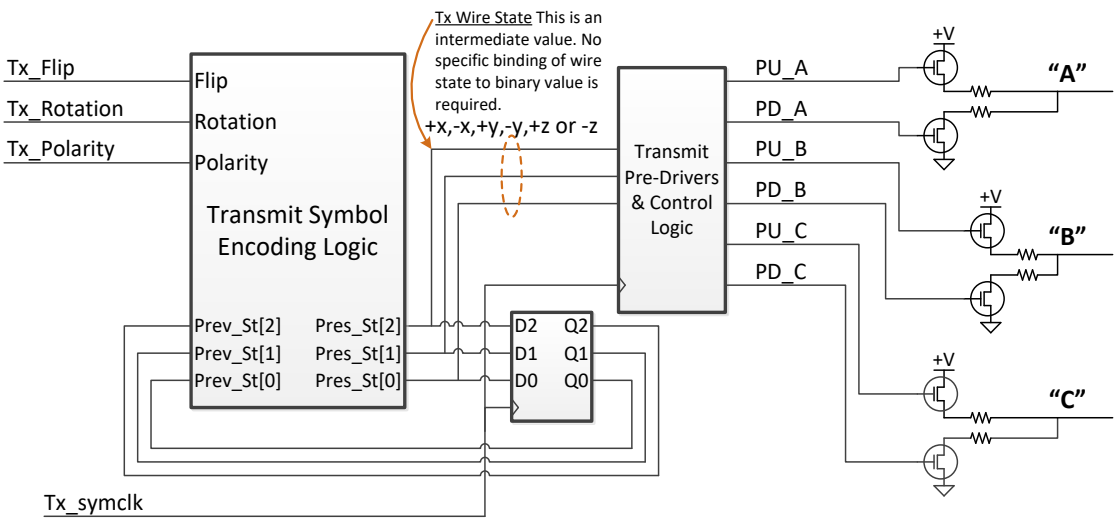 Tx Wire State This is an
intermediate value. No
specific binding of wire
state to binary value is
required.
+x,-x,+y,-y,+z or -z
Tx_Flip
Tx_Rotation
Tx_Polarity
Flip
Rotation
Polarity
Transmit Symbol
Encoding Logic
Prev_St[2]
Prev_St[1]
Prev_St[0]
Pres_St[2]
Pres_St[1]
Pres_St[0]
D2
D1
D0
Q2
Q1
Q0
Tx_symclk
Transmit
Pre-Drivers
& Control
Logic
PU_A
PD_A
PU_B
PD_B
PU_C
PD_C
+V
“A”
+V
“B”
+V
“C”